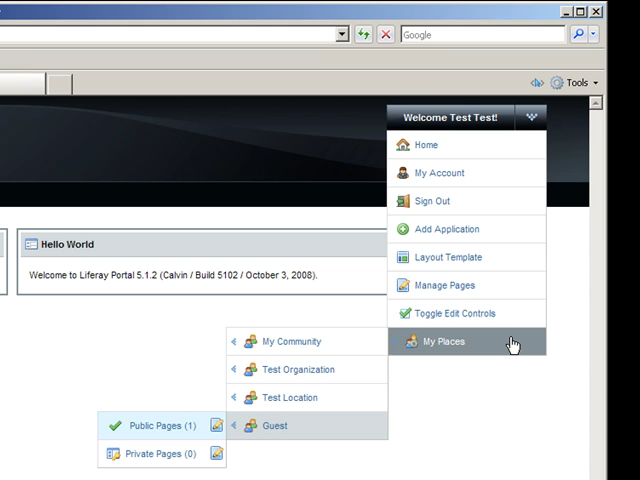 Google
Tools
Welcome Test Test!
Home
My Account
Sign Out
Add Application
Layout Template
Manage Pages
Toggle Edit Controls
My Places
Hello World
Welcome to Liferay Portal 5.1.2 (Calvin / Build 5102 / October 3, 2008).
My Community
Test Organization
Test Location
Guest
Public Pages (1)
Private Pages (0)